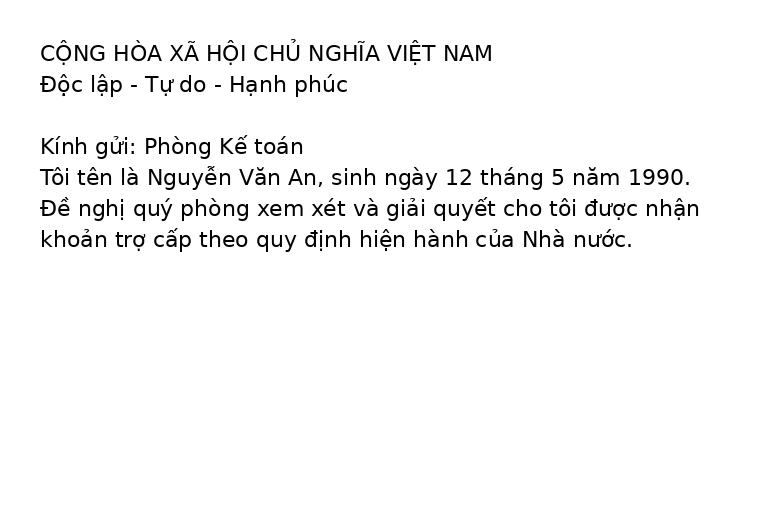 CỘNG HÒA XÃ HỘI CHỦ NGHĨA VIỆT NAM
Độc lập - Tự do - Hạnh phúc
Kính gửi: Phòng Kế toán
Tôi tên là Nguyễn Văn An, sinh ngày 12 tháng 5 năm 1990.
Đề nghị quý phòng xem xét và giải quyết cho tôi được nhận
khoản trợ cấp theo quy định hiện hành của Nhà nước.